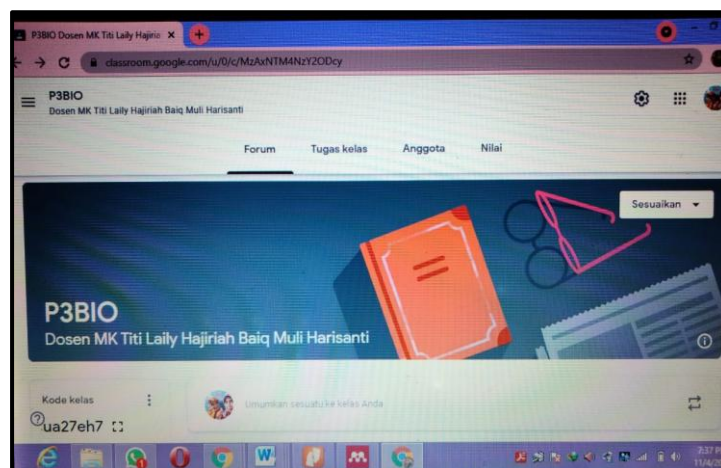 P3BIO Dosen MK Titi Laily Hajiria
classroom.google.com/u/0/c/MzAxNTM4NzY2ODcy
P3BIO
Dosen MK Titi Laily Hajiriah Baiq Muli Harisanti
Forum Tugas kelas Anggota Nilai
Sesuaikan
P3BIO
Dosen MK Titi Laily Hajiriah Baiq Muli Harisanti
Kode kelas
Umumkan sesuatu ke kelas Anda
ua27eh7
7:37 P